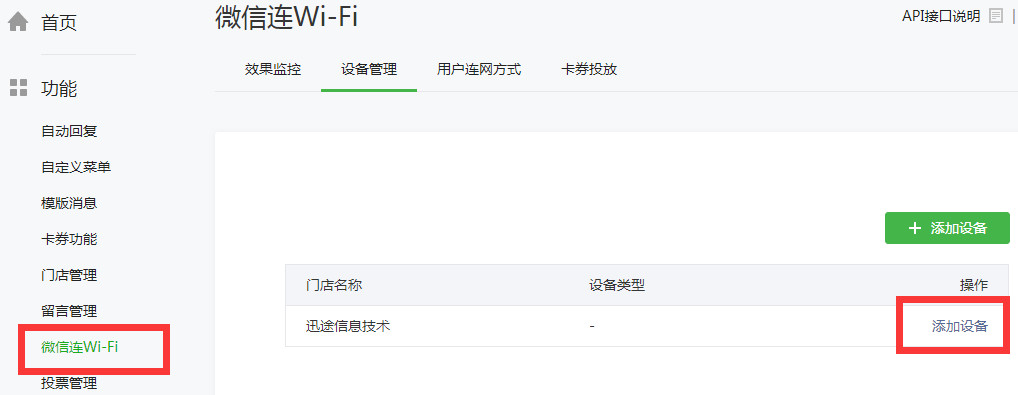 首页
功能
自动回复
自定义菜单
模版消息
卡券功能
门店管理
留言管理
微信连Wi-Fi
投票管理
微信连Wi-Fi
API接口说明
效果监控 设备管理 用户连网方式 卡券投放
+ 添加设备
门店名称 设备类型 操作
迅途信息技术 - 添加设备